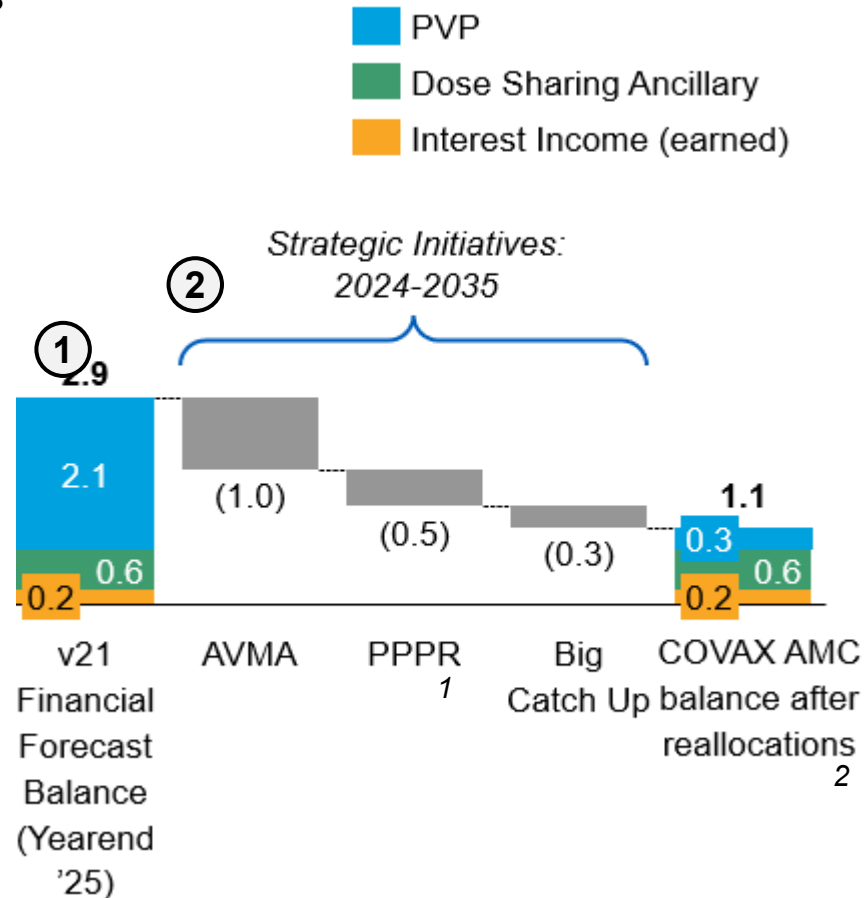 PVP
Dose Sharing Ancillary
Interest Income (earned)
Strategic Initiatives:
2024-2035
2
1
2.9
2.1
0.6
0.2
(1.0)
(0.5)
(0.3)
1.1
0.3
0.6
0.2
v21
Financial
Forecast
Balance
(Yearend
’25)
AVMA
PPPR
1
Big
Catch Up
COVAX AMC
balance after
reallocations
2